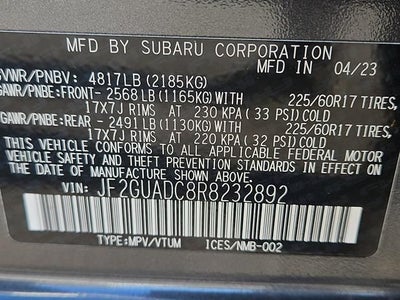 MFD BY SUBARU CORPORATION 04/23
GVWR/PNBV: 4817LB (2185KG)
GAWR/PNBE:FRONT- 2568LB (1165KG)WITH 225/60R17 TIRES,
17X7J RIMS AT 230 KPA (33 PSI) COLD
GAWR/PNBE:REAR - 2491LB (1130KG)WITH 225/60R17 TIRES,
17X7J RIMS AT 220 KPA (32 PSI) COLD
THIS VEHICLE CONFORMS TO ALL APPLICABLE FEDERAL MOTOR
VEHICLE SAFETY, BUMPER, AND THEFT PREVENTION STANDARDS
IN EFFECT ON THE DATE OF MANUFACTURE SHOWN ABOVE.
VIN: JF2GUADC8R8232892
TYPE:MPV/VTUM ICES/NMB-002